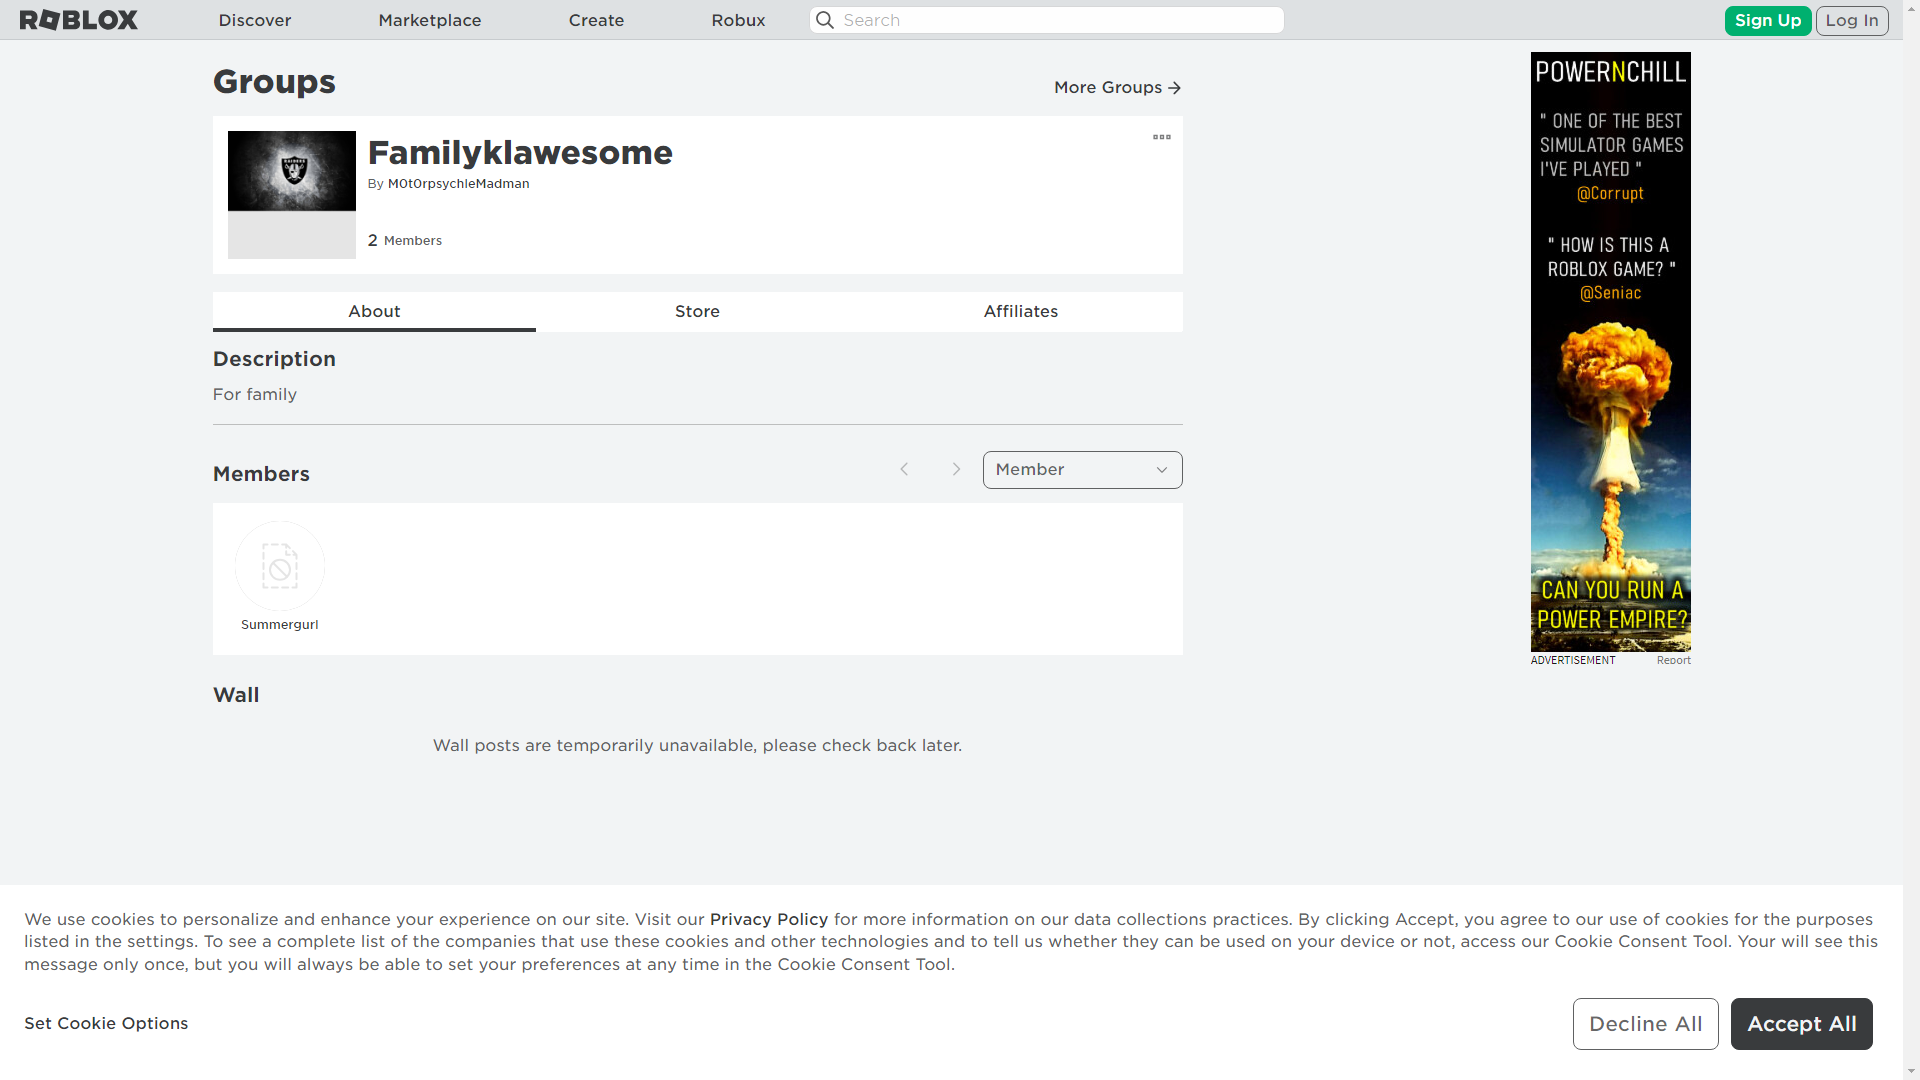 ROBLOX
Discover
Marketplace
Create
Robux
Search
Sign Up
Log In
Groups
More Groups
RAIDERS
Familyklawesome
By M0t0rpsychleMadman
2 Members
About
Store
Affiliates
Description
For family
Members
Member
Summergurl
Wall
Wall posts are temporarily unavailable, please check back later.
POWERNCHILL
" ONE OF THE BEST
SIMULATOR GAMES
I'VE PLAYED "
@Corrupt
" HOW IS THIS A
ROBLOX GAME? "
@Seniac
CAN YOU RUN A
POWER EMPIRE?
ADVERTISEMENT
Report
We use cookies to personalize and enhance your experience on our site. Visit our Privacy Policy for more information on our data collections practices. By clicking Accept, you agree to our use of cookies for the purposes
listed in the settings. To see a complete list of the companies that use these cookies and other technologies and to tell us whether they can be used on your device or not, access our Cookie Consent Tool. Your will see this
message only once, but you will always be able to set your preferences at any time in the Cookie Consent Tool.
Set Cookie Options
Decline All
Accept All